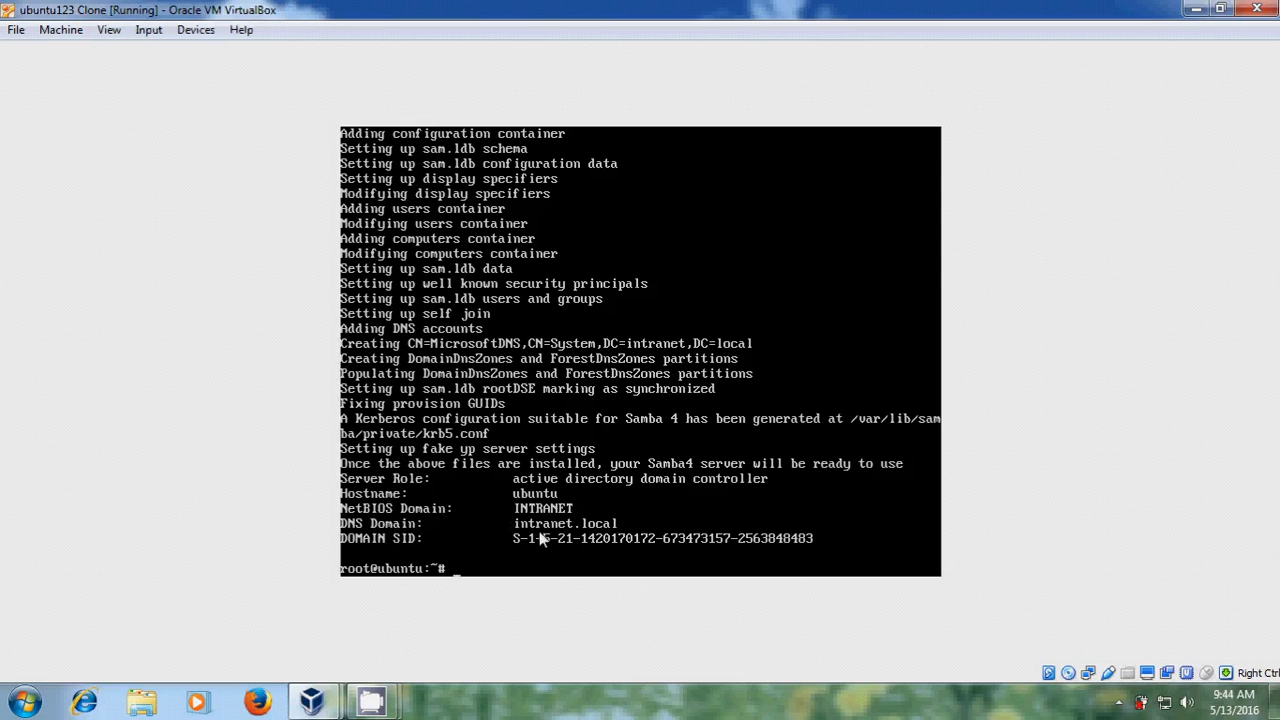 ubuntu123 Clone [Running] - Oracle VM VirtualBox
File Machine View Input Devices Help
Adding configuration container
Setting up sam.ldb schema
Setting up sam.ldb configuration data
Setting up display specifiers
Modifying display specifiers
Adding users container
Modifying users container
Adding computers container
Modifying computers container
Setting up sam.ldb data
Setting up well known security principals
Setting up sam.ldb users and groups
Setting up self join
Adding DNS accounts
Creating CN=MicrosoftDNS,CN=System,DC=intranet,DC=local
Creating DomainDnsZones and ForestDnsZones partitions
Populating DomainDnsZones and ForestDnsZones partitions
Setting up sam.ldb rootDSE marking as synchronized
Fixing provision GUIDs
A Kerberos configuration suitable for Samba 4 has been generated at /var/lib/sam
ba/private/krb5.conf
Setting up fake yp server settings
Once the above files are installed, your Samba4 server will be ready to use
Server Role: active directory domain controller
Hostname: ubuntu
NetBIOS Domain: INTRANET
DNS Domain: intranet.local
DOMAIN SID: S-1-5-21-1420170172-673473157-2563848483
root@ubuntu:~# _
Right Ctr
9:44 AM
5/13/2016